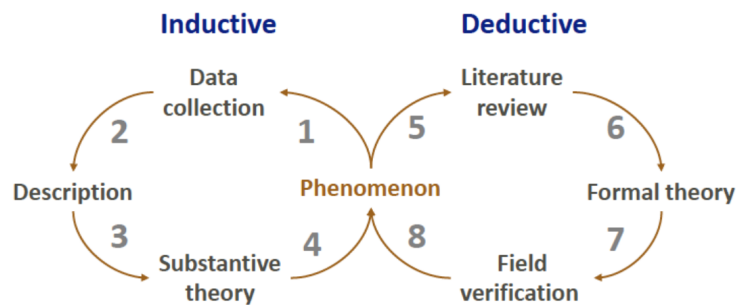 Inductive
Deductive
Data
collection
Literature
review
2
1
5
6
Description
Phenomenon
Formal theory
3
4
8
7
Substantive
theory
Field
verification